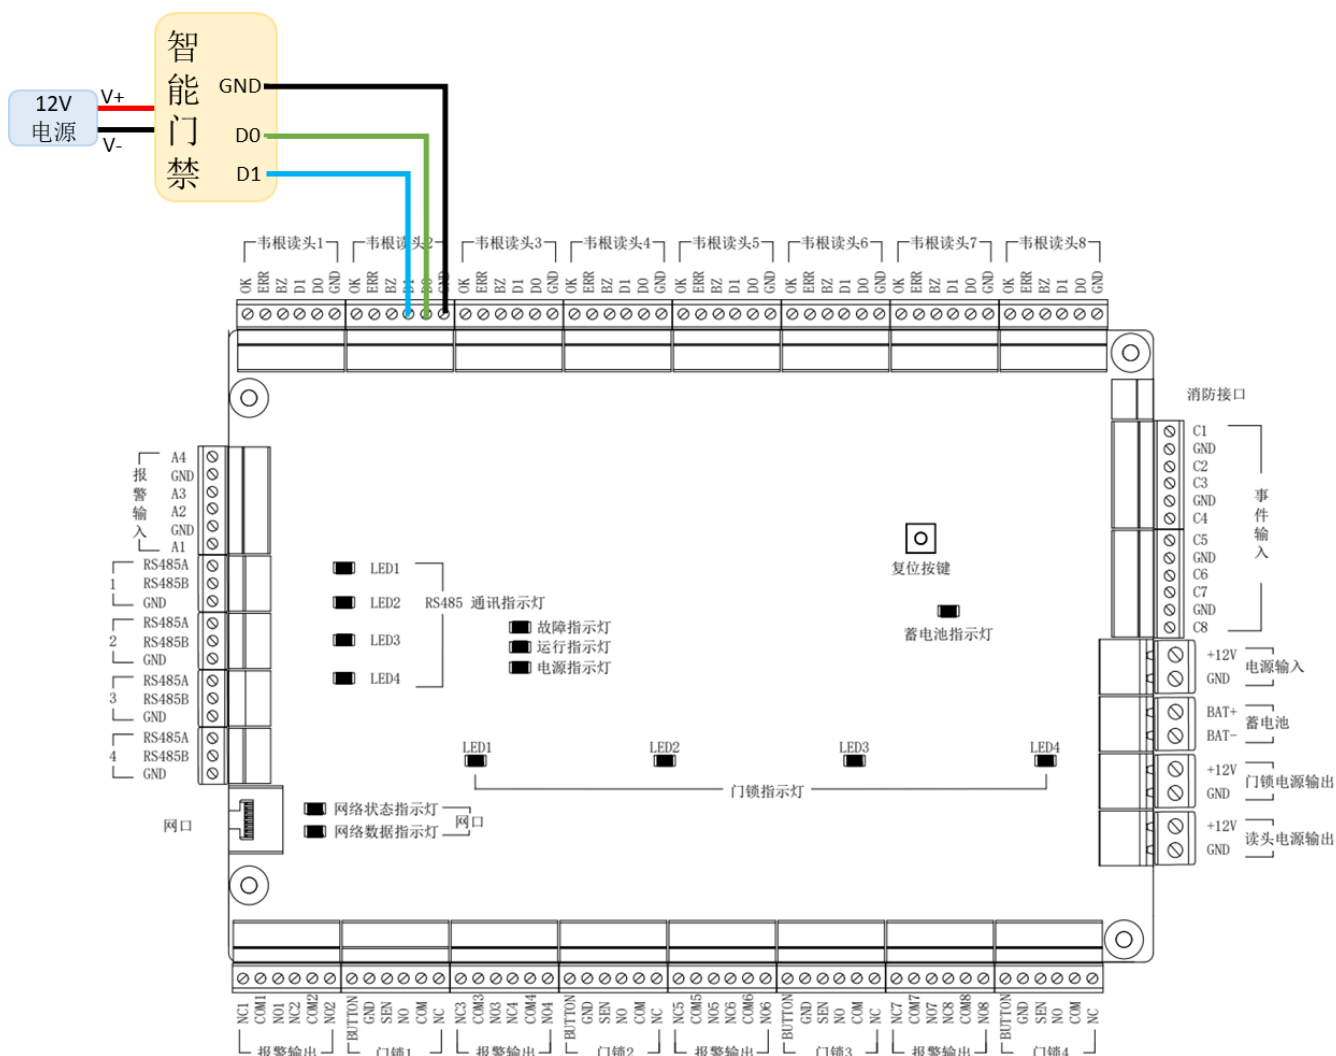 智能门禁
GND
D0
D1
12V
电源
V+
V-
韦根读头1 韦根读头2 韦根读头3 韦根读头4 韦根读头5 韦根读头6 韦根读头7 韦根读头8
OK ERR BZ D1 D0 GND OK ERR BZ D1 D0 GND OK ERR BZ D1 D0 GND OK ERR BZ D1 D0 GND OK ERR BZ D1 D0 GND OK ERR BZ D1 D0 GND OK ERR BZ D1 D0 GND OK ERR BZ D1 D0 GND
报警输入
A4
GND
A3
A2
GND
A1
1
RS485A
RS485B
GND
2
RS485A
RS485B
GND
3
RS485A
RS485B
GND
4
RS485A
RS485B
GND
网口
LED1
LED2
LED3
LED4
RS485 通讯指示灯
故障指示灯
运行指示灯
电源指示灯
复位按键
蓄电池指示灯
LED1 LED2 LED3 LED4
门锁指示灯
网络状态指示灯
网络数据指示灯
网口
消防接口
C1
GND
C2
C3
GND
C4
C5
GND
C6
C7
GND
C8
事件输入
+12V
GND
电源输入
BAT+
BAT-
蓄电池
+12V
GND
门锁电源输出
+12V
GND
读头电源输出
NC1 COM1 NO1 NC2 COM2 NO2 BUTTON GND SEN NO COM NC NC3 COM3 NO3 NC4 COM4 NO4 BUTTON GND SEN NO COM NC NC5 COM5 NO5 NC6 COM6 NO6 BUTTON GND SEN NO COM NC NC7 COM7 NO7 NC8 COM8 NO8 BUTTON GND SEN NO COM NC
报警输出 门锁1 报警输出 门锁2 报警输出 门锁3 报警输出 门锁4